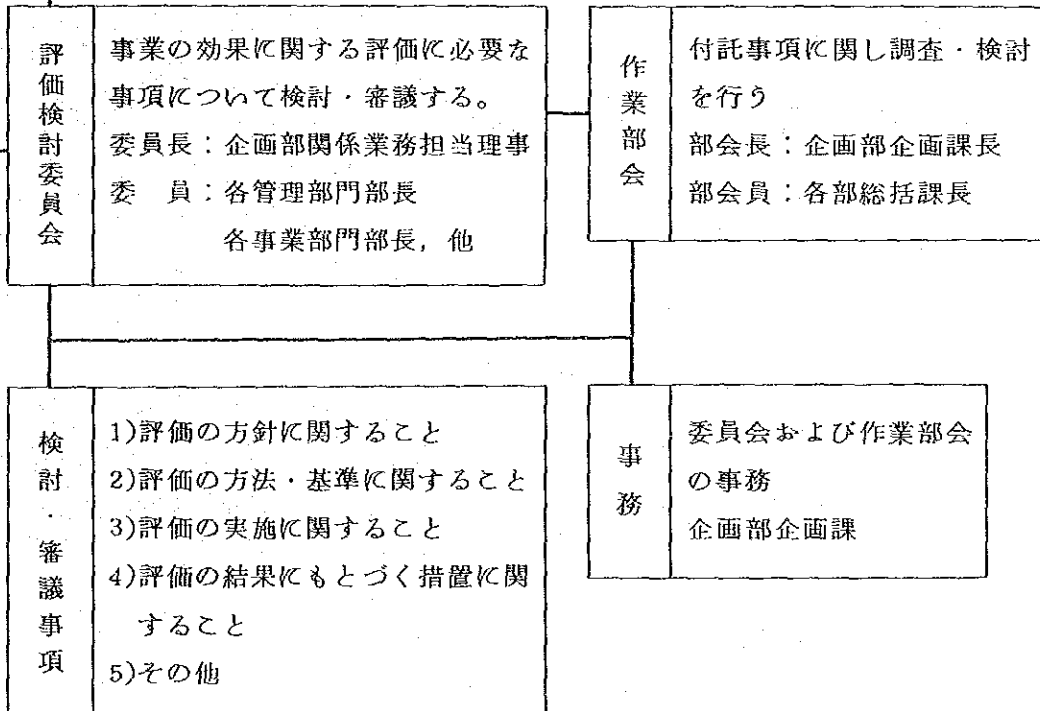 評価検討委員会
事業の効果に関する評価に必要な
事項について検討・審議する。
委員長：企画部関係業務担当理事
委　員：各管理部門部長
各事業部門部長，他
作業部会
付託事項に関し調査・検討
を行う
部会長：企画部企画課長
部会員：各部総括課長
検討・審議事項
1)評価の方針に関すること
2)評価の方法・基準に関すること
3)評価の実施に関すること
4)評価の結果にもとづく措置に関
すること
5)その他
事務
委員会および作業部会
の事務
企画部企画課